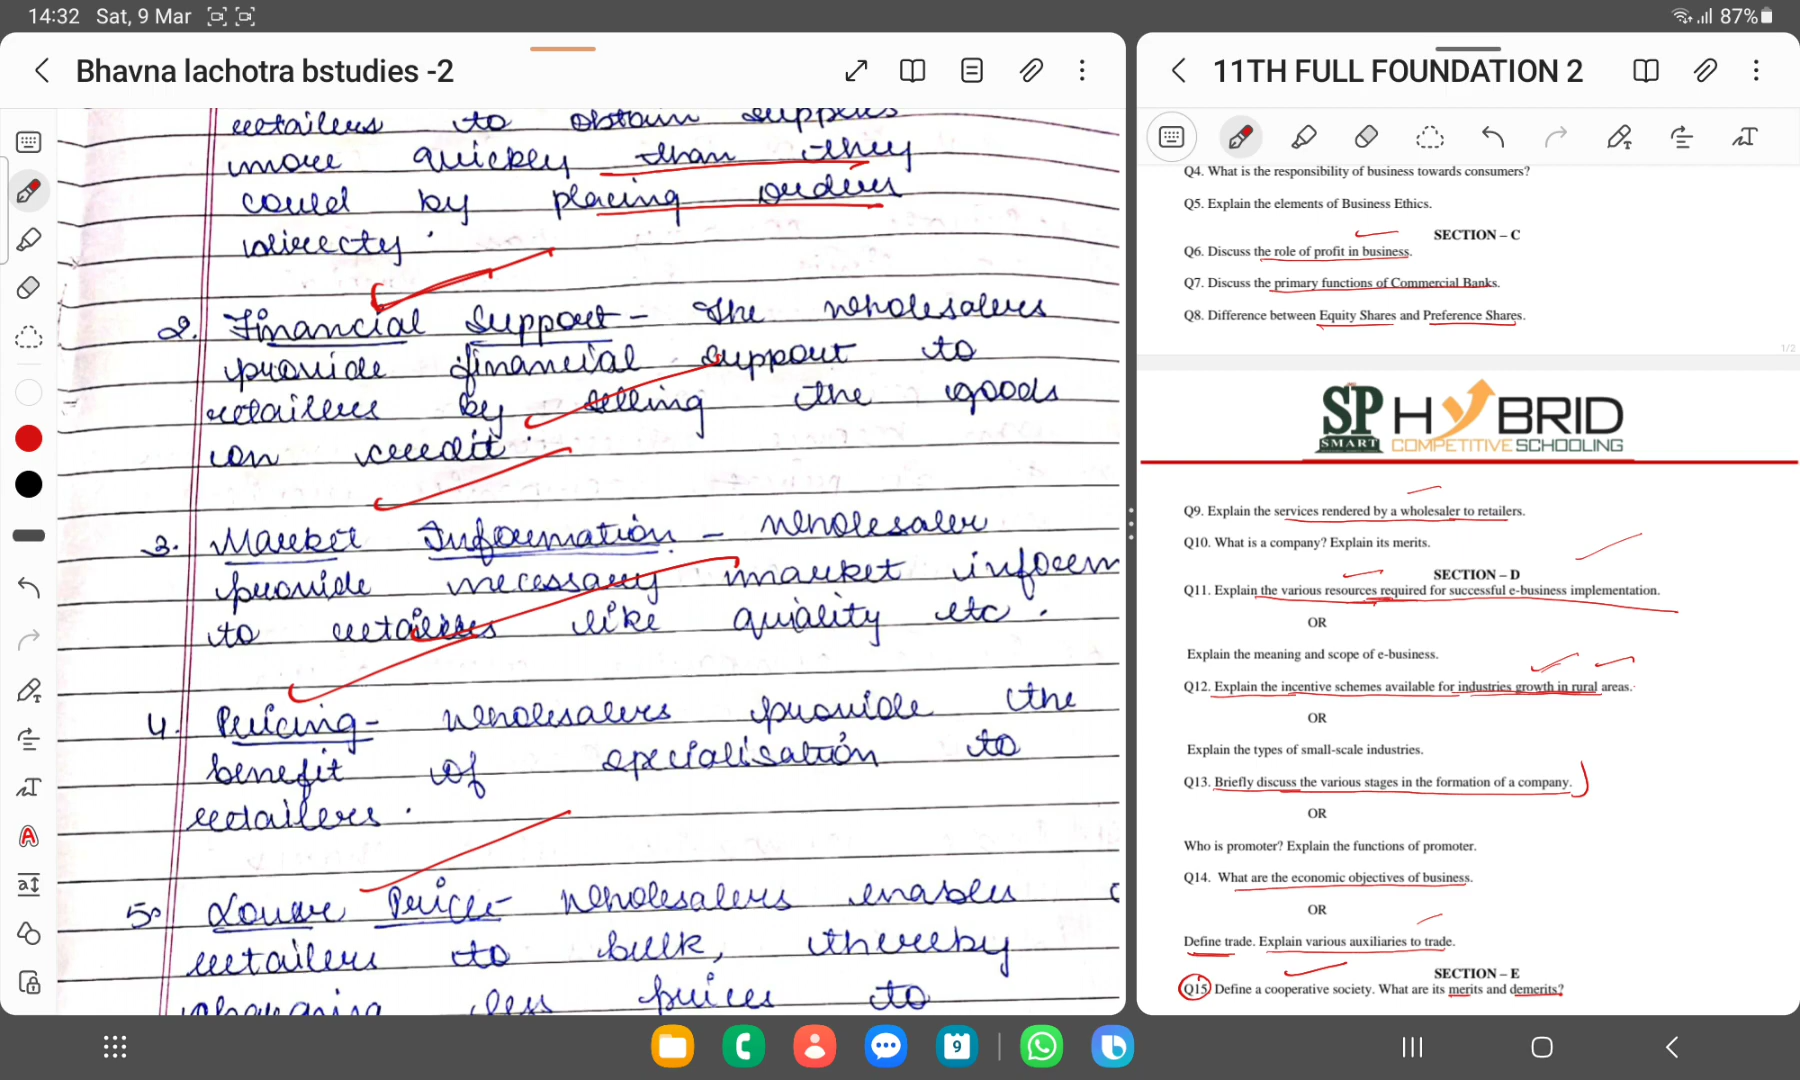 14:32 Sat, 9 Mar
87%
Bhavna lachotra bstudies -2
retailers to obtain supplies
more quickley than they
could by placing orders
directy.
2. Financial Support - The wholesalers
provide financial support to
retailers by selling the goods
on credit.
3. Market Information - wholesaler
provide necessary market inform
to retailers like quality etc.
4. Pricing - wholesalers provide the
benefit of specialisation to
retailers.
5. Lower Price - wholesalers enables
retailers to bulk, thereby
less prices to
11TH FULL FOUNDATION 2
Q4. What is the responsibility of business towards consumers?
Q5. Explain the elements of Business Ethics.
SECTION – C
Q6. Discuss the role of profit in business.
Q7. Discuss the primary functions of Commercial Banks.
Q8. Difference between Equity Shares and Preference Shares.
1/2
SP HYBRID
SMART COMPETITIVE SCHOOLING
Q9. Explain the services rendered by a wholesaler to retailers.
Q10. What is a company? Explain its merits.
SECTION – D
Q11. Explain the various resources required for successful e-business implementation.
OR
Explain the meaning and scope of e-business.
Q12. Explain the incentive schemes available for industries growth in rural areas.
OR
Explain the types of small-scale industries.
Q13. Briefly discuss the various stages in the formation of a company.
OR
Who is promoter? Explain the functions of promoter.
Q14. What are the economic objectives of business.
OR
Define trade. Explain various auxiliaries to trade.
SECTION – E
Q15. Define a cooperative society. What are its merits and demerits?
9